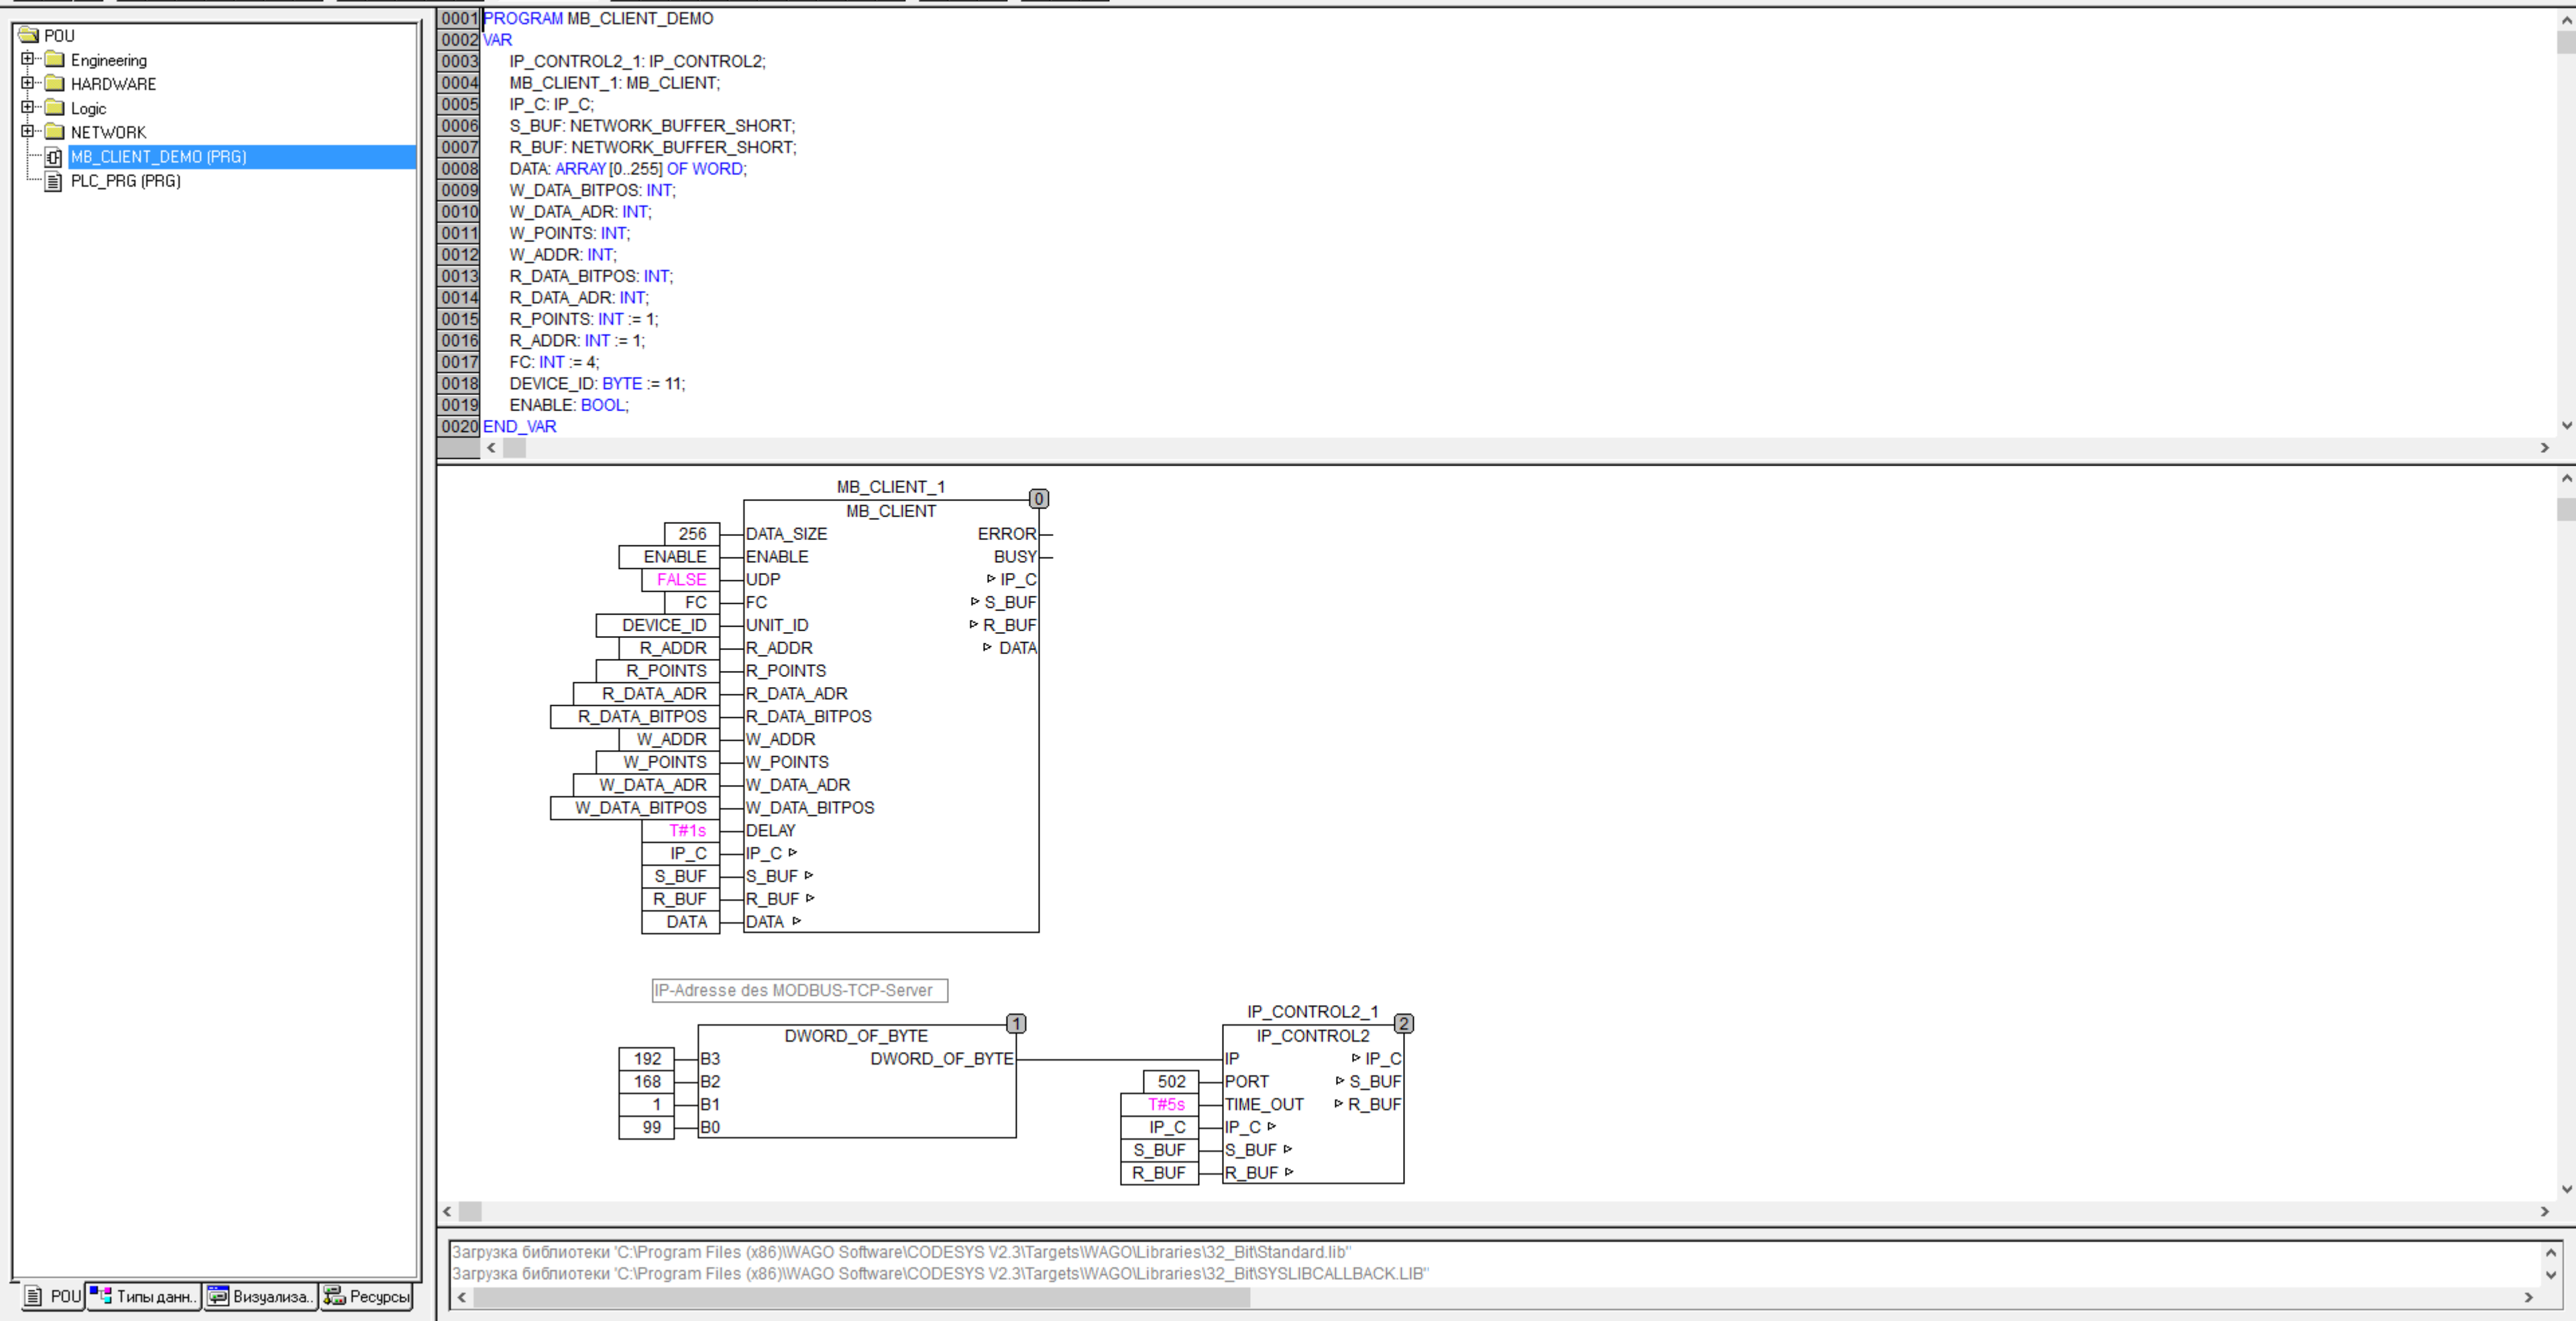 POU
Engineering
HARDWARE
Logic
NETWORK
MB_CLIENT_DEMO (PRG)
PLC_PRG (PRG)
0001 PROGRAM MB_CLIENT_DEMO
0002 VAR
0003 IP_CONTROL2_1: IP_CONTROL2;
0004 MB_CLIENT_1: MB_CLIENT;
0005 IP_C: IP_C;
0006 S_BUF: NETWORK_BUFFER_SHORT;
0007 R_BUF: NETWORK_BUFFER_SHORT;
0008 DATA: ARRAY [0..255] OF WORD;
0009 W_DATA_BITPOS: INT;
0010 W_DATA_ADR: INT;
0011 W_POINTS: INT;
0012 W_ADDR: INT;
0013 R_DATA_BITPOS: INT;
0014 R_DATA_ADR: INT;
0015 R_POINTS: INT := 1;
0016 R_ADDR: INT := 1;
0017 FC: INT := 4;
0018 DEVICE_ID: BYTE := 11;
0019 ENABLE: BOOL;
0020 END_VAR
MB_CLIENT_1
0
MB_CLIENT
256 DATA_SIZE ERROR
ENABLE ENABLE BUSY
FALSE UDP IP_C
FC FC S_BUF
DEVICE_ID UNIT_ID R_BUF
R_ADDR R_ADDR DATA
R_POINTS R_POINTS
R_DATA_ADR R_DATA_ADR
R_DATA_BITPOS R_DATA_BITPOS
W_ADDR W_ADDR
W_POINTS W_POINTS
W_DATA_ADR W_DATA_ADR
W_DATA_BITPOS W_DATA_BITPOS
T#1s DELAY
IP_C IP_C
S_BUF S_BUF
R_BUF R_BUF
DATA DATA
IP-Adresse des MODBUS-TCP-Server
1
DWORD_OF_BYTE
192 B3 DWORD_OF_BYTE
168 B2
1 B1
99 B0
IP_CONTROL2_1
2
IP_CONTROL2
IP IP_C
502 PORT S_BUF
T#5s TIME_OUT R_BUF
IP_C IP_C
S_BUF S_BUF
R_BUF R_BUF
Загрузка библиотеки 'C:\Program Files (x86)\WAGO Software\CODESYS V2.3\Targets\WAGO\Libraries\32_Bit\Standard.lib''
Загрузка библиотеки 'C:\Program Files (x86)\WAGO Software\CODESYS V2.3\Targets\WAGO\Libraries\32_Bit\SYSLIBCALLBACK.LIB''
POU Типы данн.. Визуализа.. Ресурсы